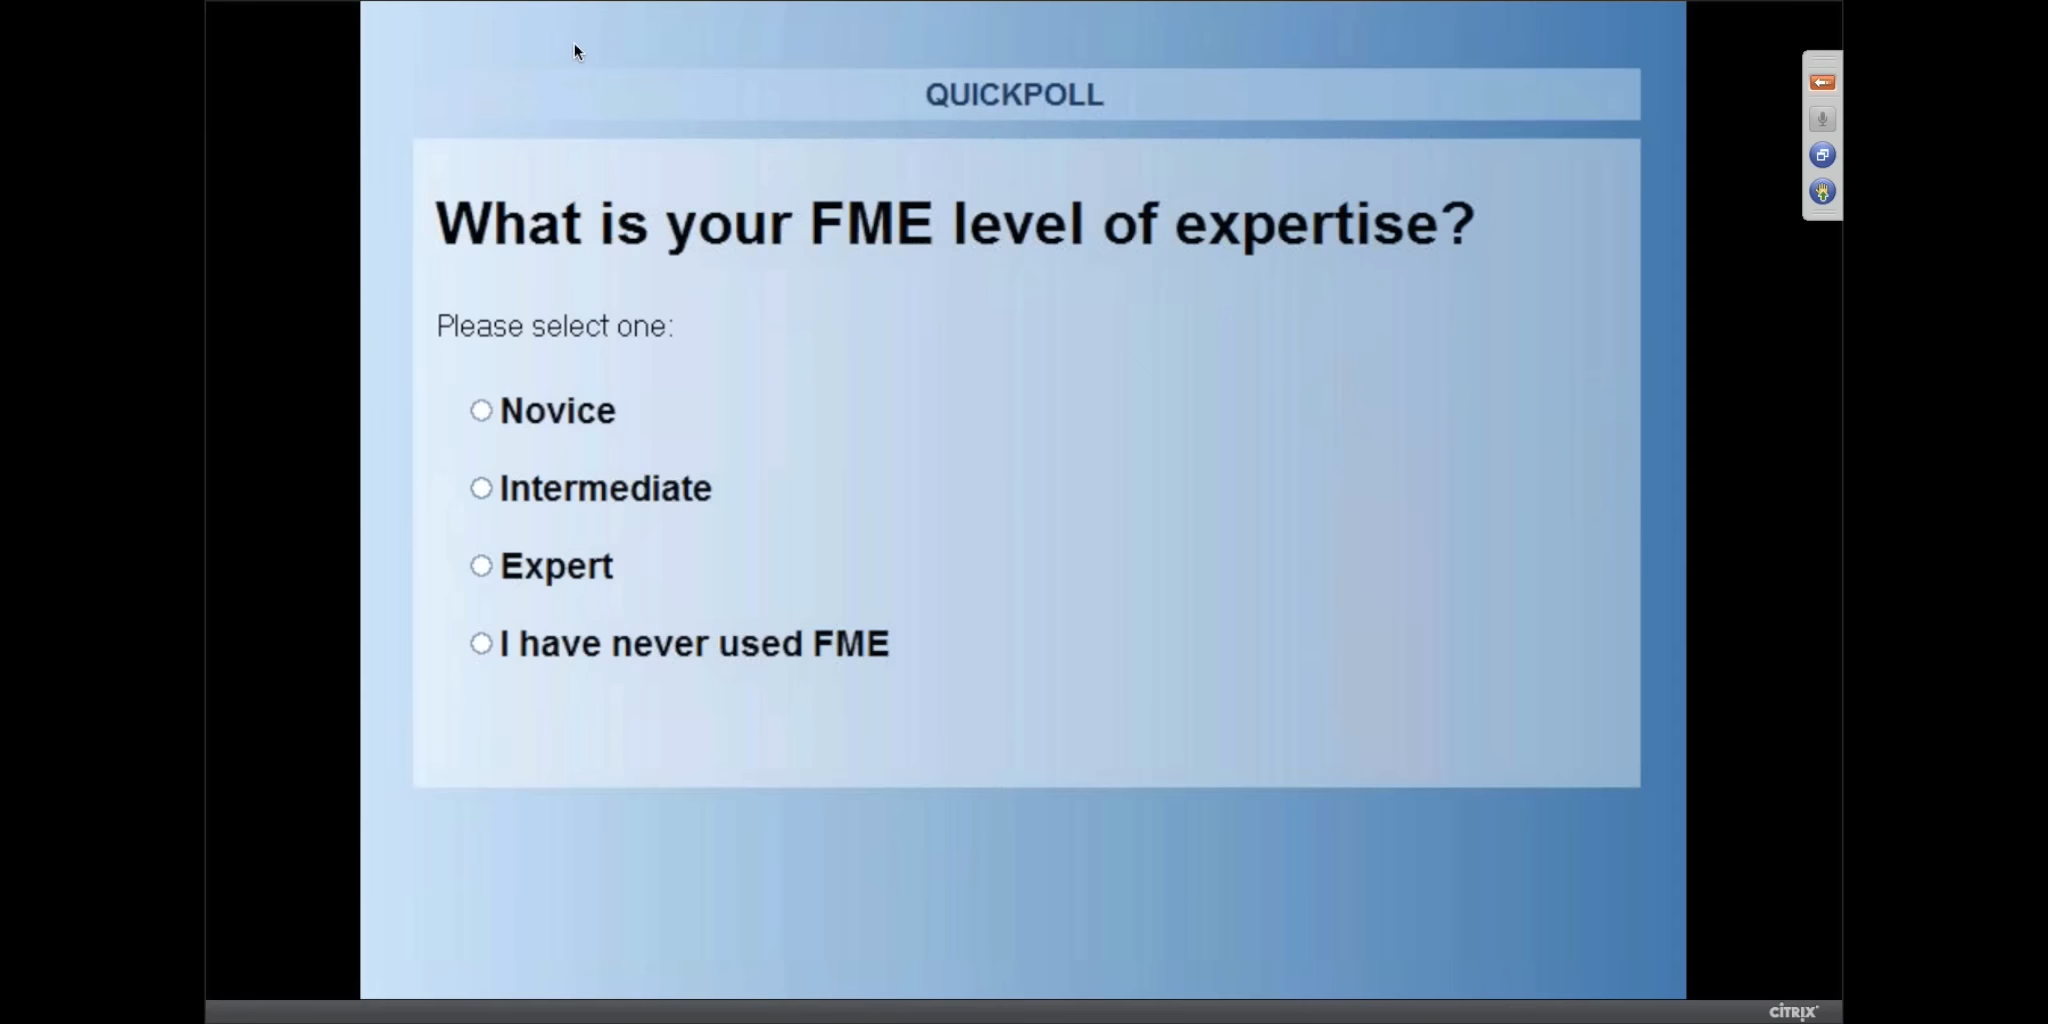 QUICKPOLL
What is your FME level of expertise?
Please select one:
Novice
Intermediate
Expert
I have never used FME
CITRIX